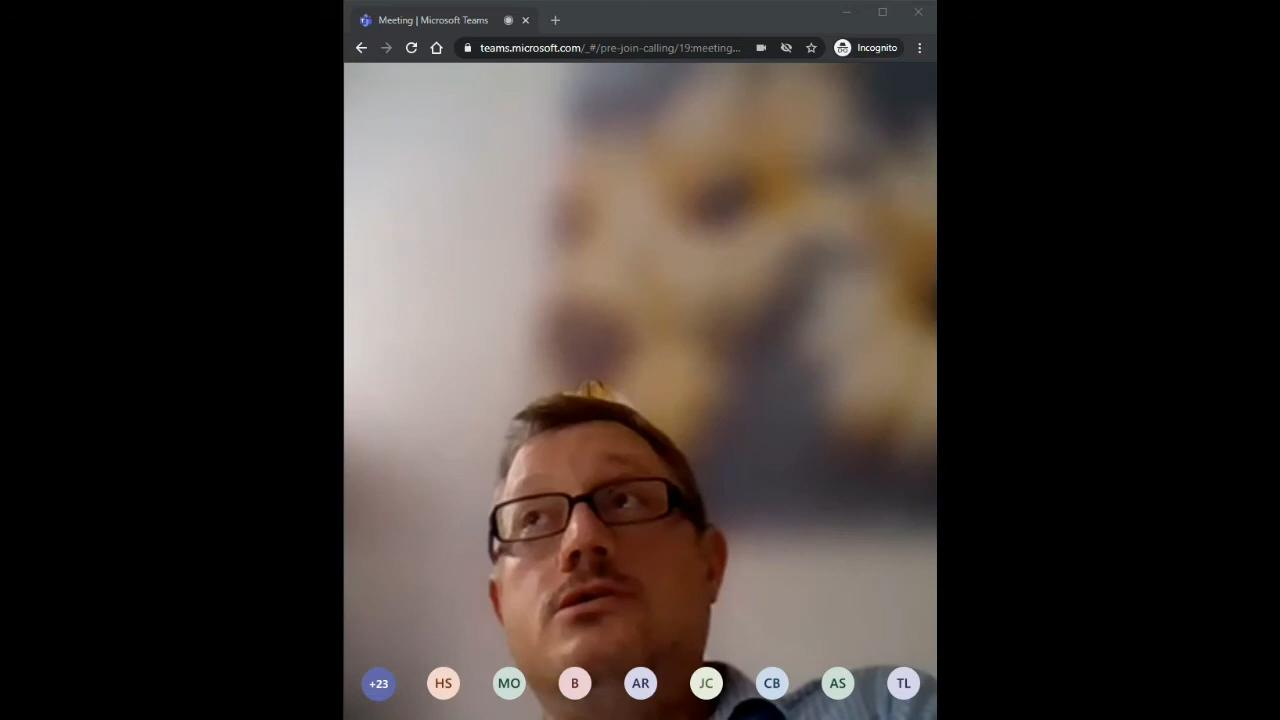 Meeting | Microsoft Teams
teams.microsoft.com/_#/pre-join-calling/19:meeting...
Incognito
+23 HS MO B AR JC CB AS TL